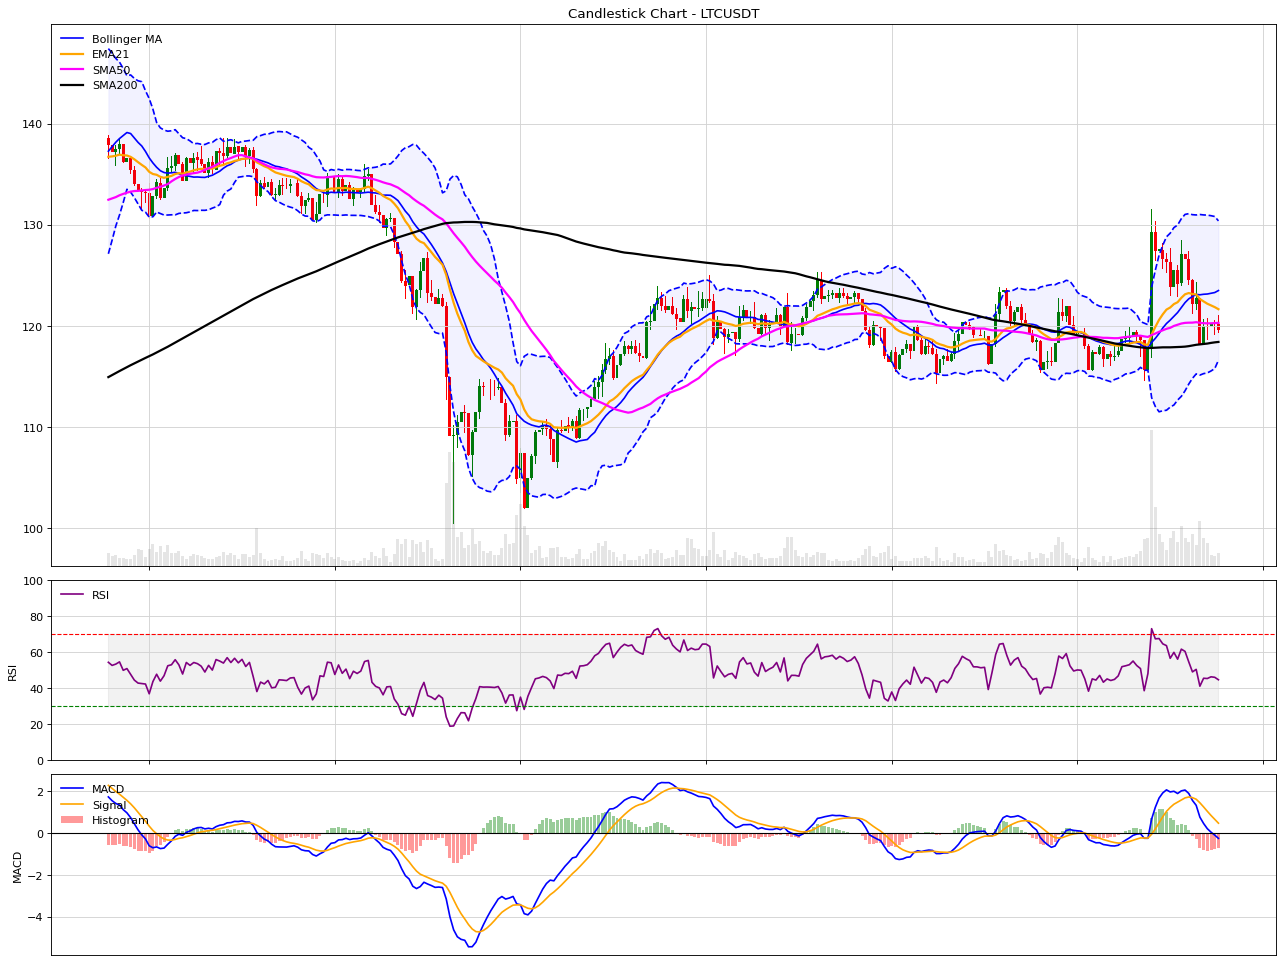 Candlestick Chart - LTCUSDT
Bollinger MA
EMA21
SMA50
SMA200
140
130
120
110
100
RSI
100
80
60
40
20
0
RSI
MACD
Signal
Histogram
2
0
−2
−4
MACD